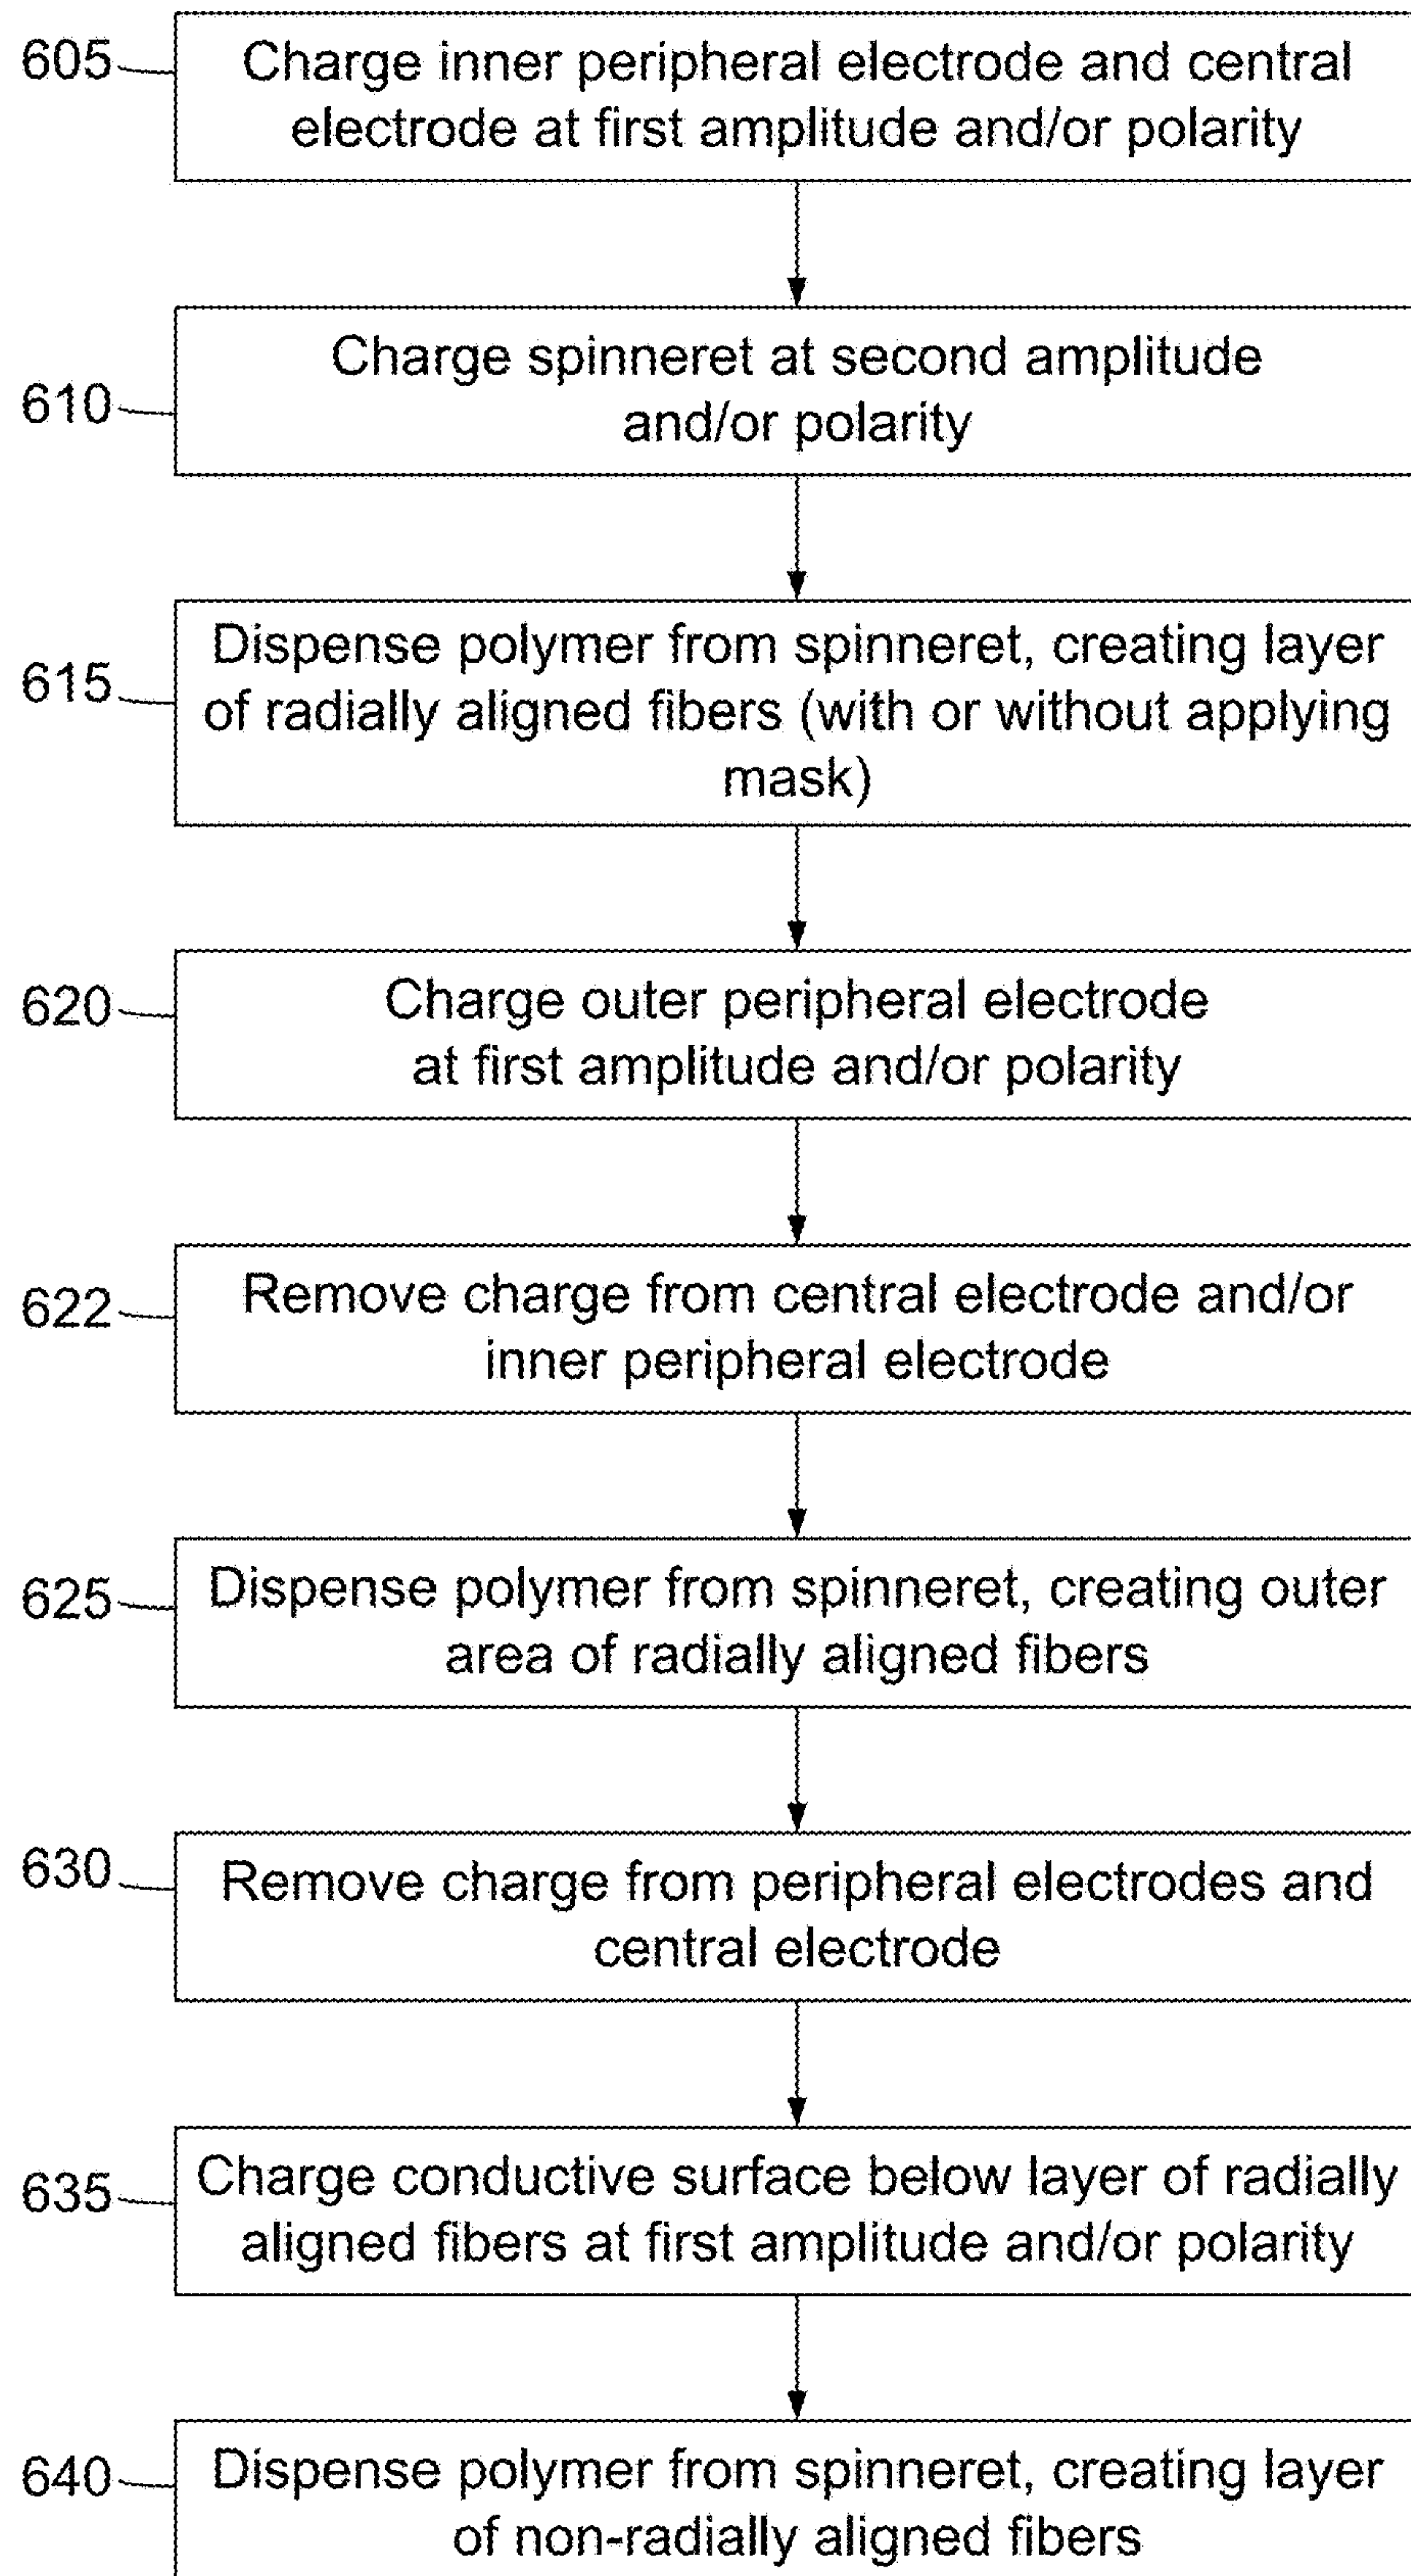 605
Charge inner peripheral electrode and central
electrode at first amplitude and/or polarity
610
Charge spinneret at second amplitude
and/or polarity
615
Dispense polymer from spinneret, creating layer
of radially aligned fibers (with or without applying
mask)
620
Charge outer peripheral electrode
at first amplitude and/or polarity
622
Remove charge from central electrode and/or
inner peripheral electrode
625
Dispense polymer from spinneret, creating outer
area of radially aligned fibers
630
Remove charge from peripheral electrodes and
central electrode
635
Charge conductive surface below layer of radially
aligned fibers at first amplitude and/or polarity
640
Dispense polymer from spinneret, creating layer
of non-radially aligned fibers